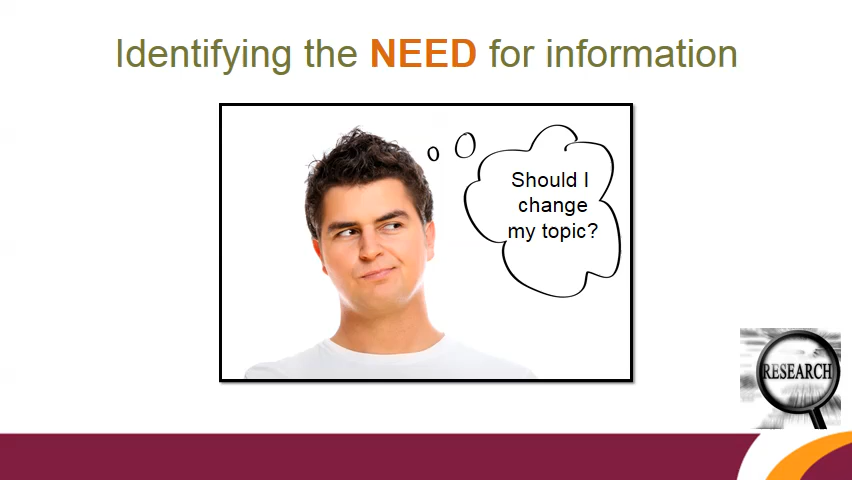 Identifying the NEED for information
Should I
change
my topic?
RESEARCH